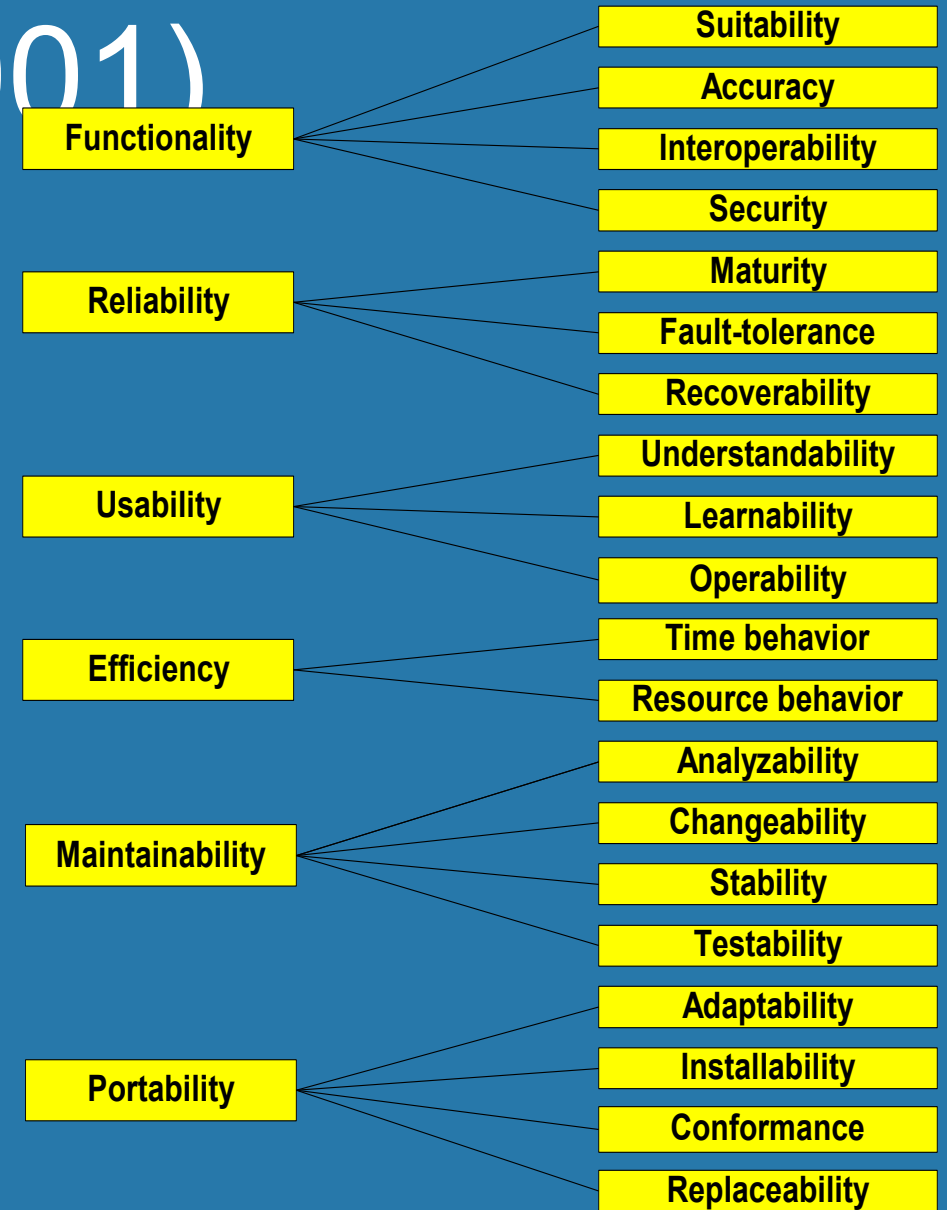 001)
Functionality
Suitability
Accuracy
Interoperability
Security
Reliability
Maturity
Fault-tolerance
Recoverability
Usability
Understandability
Learnability
Operability
Efficiency
Time behavior
Resource behavior
Maintainability
Analyzability
Changeability
Stability
Testability
Portability
Adaptability
Installability
Conformance
Replaceability